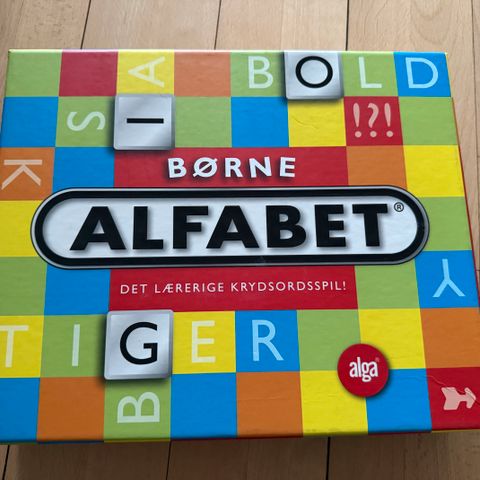 A BOLD
S I !?!
K
BØRNE
ALFABET®
DET LÆRERIGE KRYDSORDSSPIL!
Y
TIGER
alga®
B